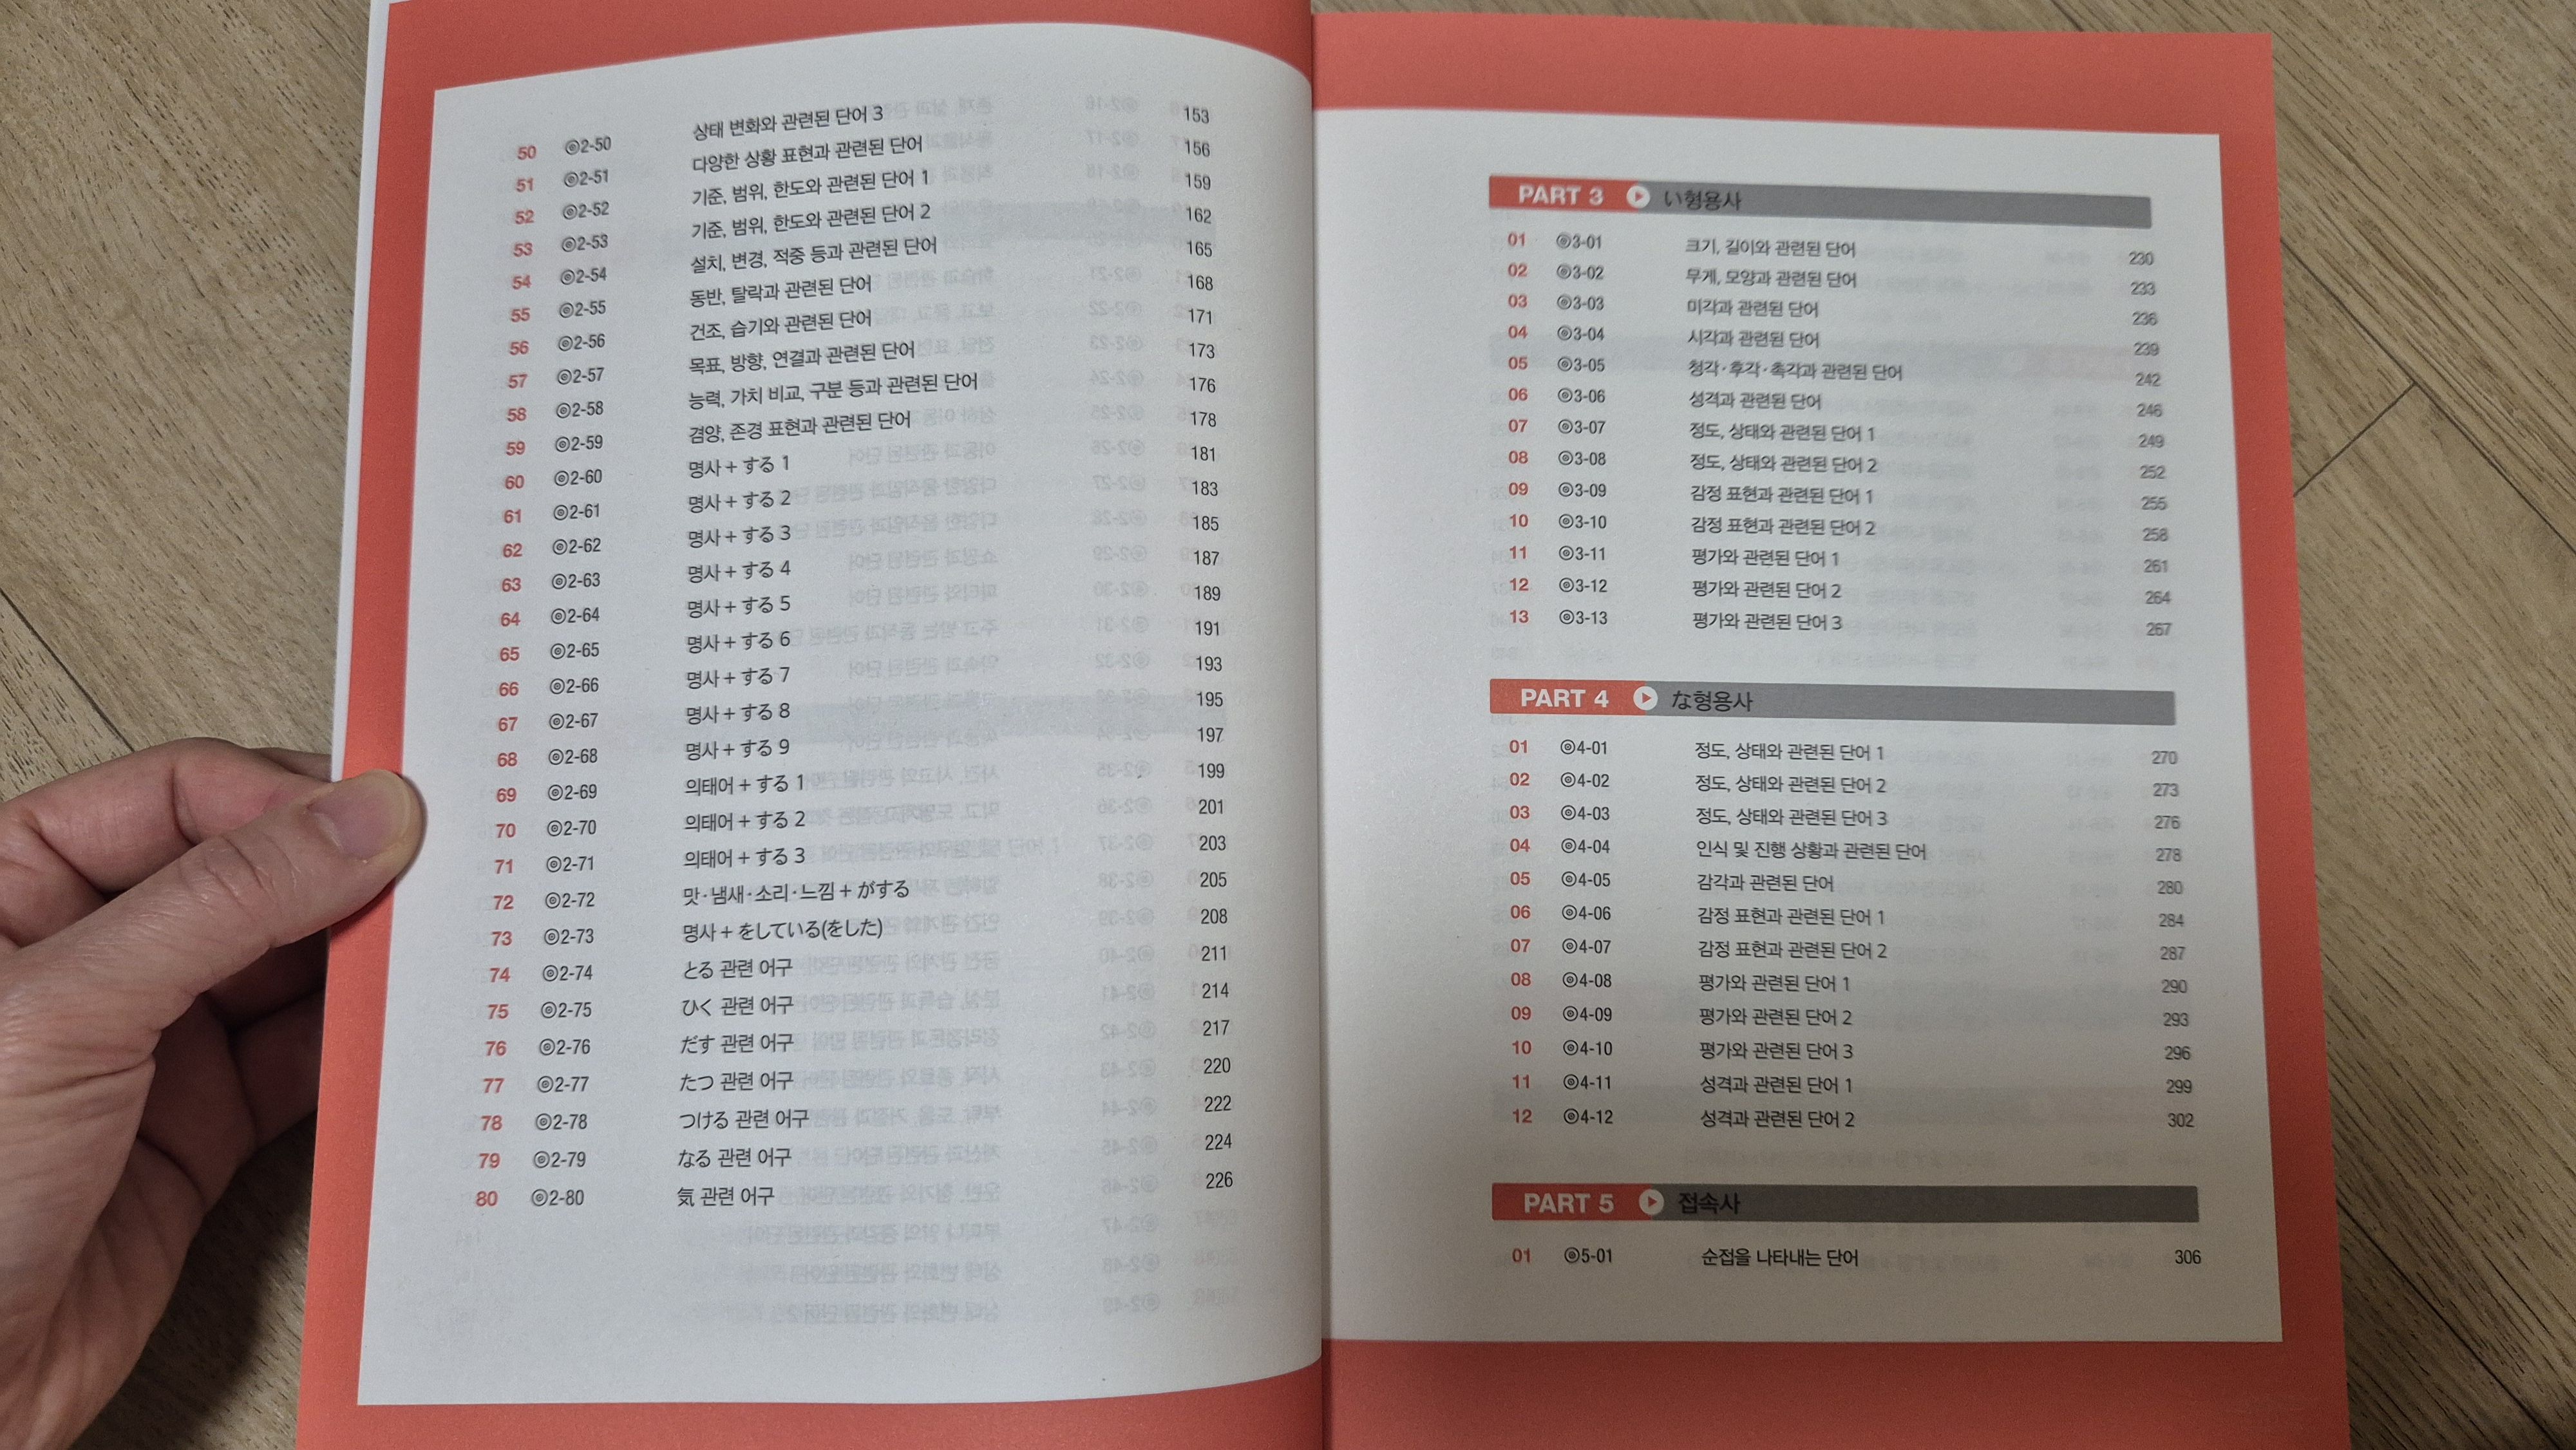 50 ◎2-50 상태 변화와 관련된 단어 3 153
51 ◎2-51 다양한 상황 표현과 관련된 단어 156
52 ◎2-52 기준, 범위, 한도와 관련된 단어 1 159
53 ◎2-53 기준, 범위, 한도와 관련된 단어 2 162
54 ◎2-54 설치, 변경, 적중 등과 관련된 단어 165
55 ◎2-55 동반, 탈락과 관련된 단어 168
56 ◎2-56 건조, 습기와 관련된 단어 171
57 ◎2-57 목표, 방향, 연결과 관련된 단어 173
58 ◎2-58 능력, 가치 비교, 구분 등과 관련된 단어 176
59 ◎2-59 겸양, 존경 표현과 관련된 단어 178
60 ◎2-60 명사 + する 1 181
61 ◎2-61 명사 + する 2 183
62 ◎2-62 명사 + する 3 185
63 ◎2-63 명사 + する 4 187
64 ◎2-64 명사 + する 5 189
65 ◎2-65 명사 + する 6 191
66 ◎2-66 명사 + する 7 193
67 ◎2-67 명사 + する 8 195
68 ◎2-68 명사 + する 9 197
69 ◎2-69 의태어 + する 1 199
70 ◎2-70 의태어 + する 2 201
71 ◎2-71 의태어 + する 3 203
72 ◎2-72 맛·냄새·소리·느낌 + がする 205
73 ◎2-73 명사 + をしている(をした) 208
74 ◎2-74 とる 관련 어구 211
75 ◎2-75 ひく 관련 어구 214
76 ◎2-76 だす 관련 어구 217
77 ◎2-77 たつ 관련 어구 220
78 ◎2-78 つける 관련 어구 222
79 ◎2-79 なる 관련 어구 224
80 ◎2-80 気 관련 어구 226
PART 3 い형용사
01 ◎3-01 크기, 길이와 관련된 단어 230
02 ◎3-02 무게, 모양과 관련된 단어 233
03 ◎3-03 미각과 관련된 단어 236
04 ◎3-04 시각과 관련된 단어 239
05 ◎3-05 청각·후각·촉각과 관련된 단어 242
06 ◎3-06 성격과 관련된 단어 246
07 ◎3-07 정도, 상태와 관련된 단어 1 249
08 ◎3-08 정도, 상태와 관련된 단어 2 252
09 ◎3-09 감정 표현과 관련된 단어 1 255
10 ◎3-10 감정 표현과 관련된 단어 2 258
11 ◎3-11 평가와 관련된 단어 1 261
12 ◎3-12 평가와 관련된 단어 2 264
13 ◎3-13 평가와 관련된 단어 3 267
PART 4 な형용사
01 ◎4-01 정도, 상태와 관련된 단어 1 270
02 ◎4-02 정도, 상태와 관련된 단어 2 273
03 ◎4-03 정도, 상태와 관련된 단어 3 276
04 ◎4-04 인식 및 진행 상황과 관련된 단어 278
05 ◎4-05 감각과 관련된 단어 280
06 ◎4-06 감정 표현과 관련된 단어 1 284
07 ◎4-07 감정 표현과 관련된 단어 2 287
08 ◎4-08 평가와 관련된 단어 1 290
09 ◎4-09 평가와 관련된 단어 2 293
10 ◎4-10 평가와 관련된 단어 3 296
11 ◎4-11 성격과 관련된 단어 1 299
12 ◎4-12 성격과 관련된 단어 2 302
PART 5 접속사
01 ◎5-01 순접을 나타내는 단어 306